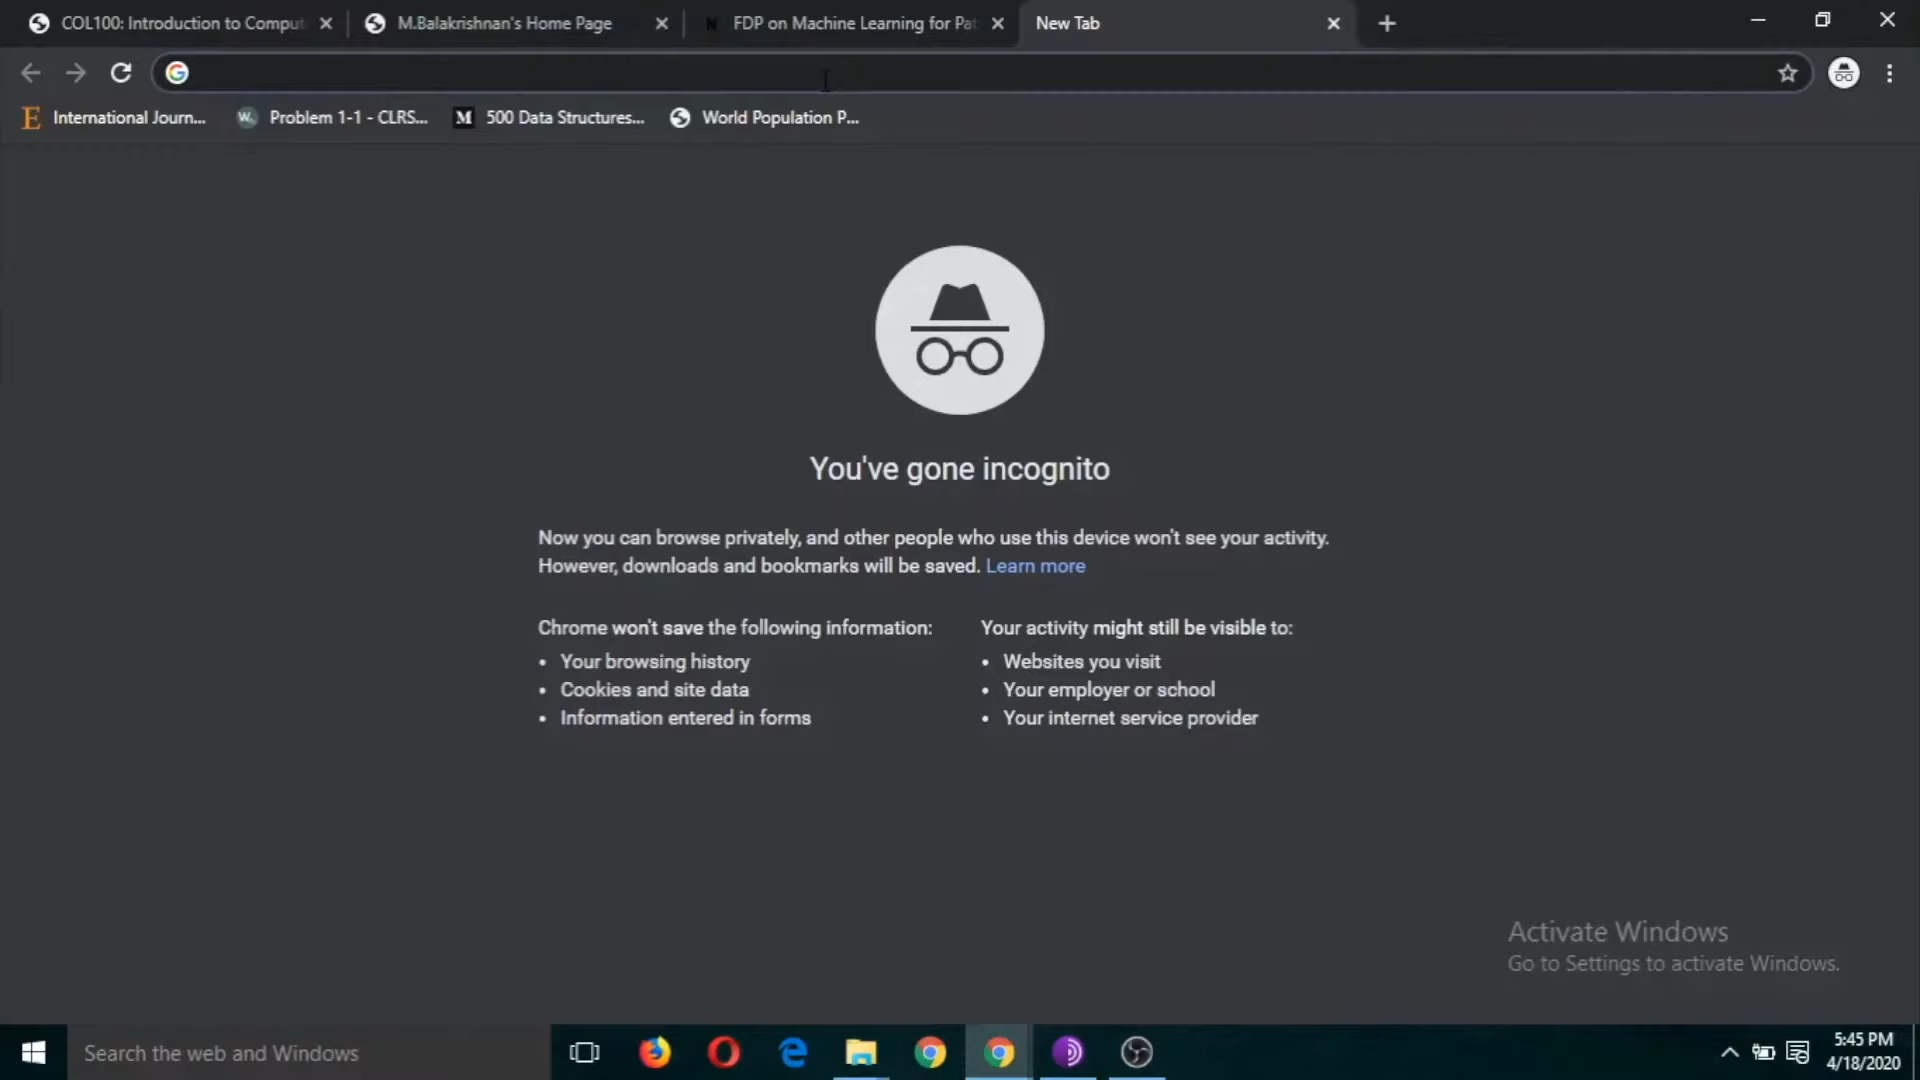 COL100: Introduction to Comput
M.Balakrishnan's Home Page
FDP on Machine Learning for Pat
New Tab
International Journ...
Problem 1-1 - CLRS...
500 Data Structures...
World Population P...
You've gone incognito
Now you can browse privately, and other people who use this device won't see your activity.
However, downloads and bookmarks will be saved. Learn more
Chrome won't save the following information:
• Your browsing history
• Cookies and site data
• Information entered in forms
Your activity might still be visible to:
• Websites you visit
• Your employer or school
• Your internet service provider
Activate Windows
Go to Settings to activate Windows.
Search the web and Windows
5:45 PM
4/18/2020